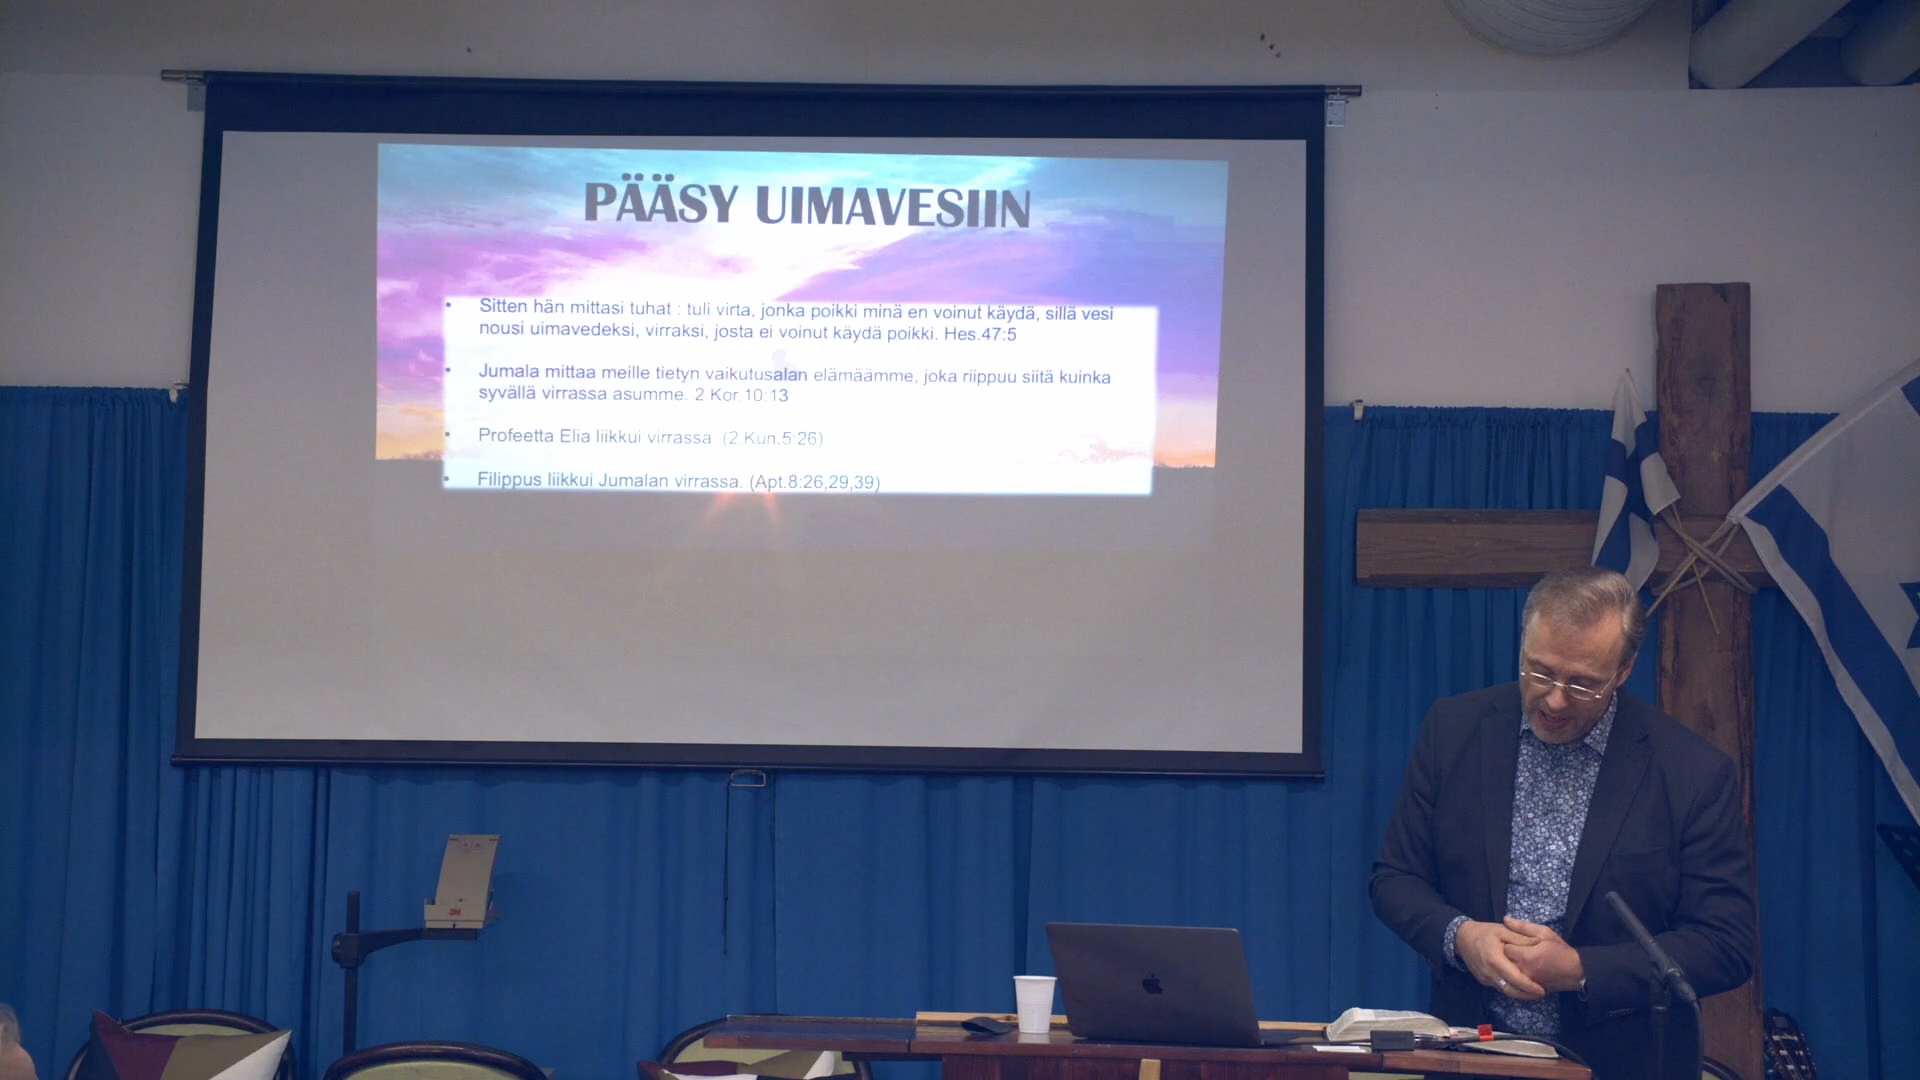 PÄÄSY UIMAVESIIN
• Sitten hän mittasi tuhat : tuli virta, jonka poikki minä en voinut käydä, sillä vesi
nousi uimavedeksi, virraksi, josta ei voinut käydä poikki. Hes.47:5
• Jumala mittaa meille tietyn vaikutusalan elämäämme, joka riippuu siitä kuinka
syvällä virrassa asumme. 2.Kor.10:13
• Profeetta Elia liikkui virrassa. (2 Kun.5:26)
• Filippus liikkui Jumalan virrassa. (Apt.8:26,29,39)
3M